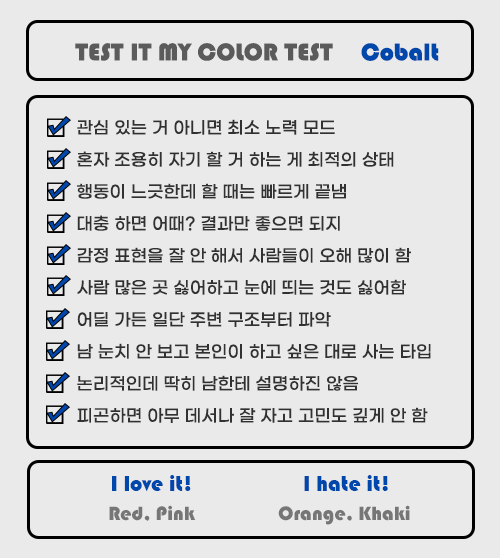 TEST IT MY COLOR TEST Cobalt
관심 있는 거 아니면 최소 노력 모드
혼자 조용히 자기 할 거 하는 게 최적의 상태
행동이 느긋한데 할 때는 빠르게 끝냄
대충 하면 어때? 결과만 좋으면 되지
감정 표현을 잘 안 해서 사람들이 오해 많이 함
사람 많은 곳 싫어하고 눈에 띄는 것도 싫어함
어딜 가든 일단 주변 구조부터 파악
남 눈치 안 보고 본인이 하고 싶은 대로 사는 타입
논리적인데 딱히 남한테 설명하진 않음
피곤하면 아무 데서나 잘 자고 고민도 깊게 안 함
I love it! I hate it!
Red, Pink Orange, Khaki